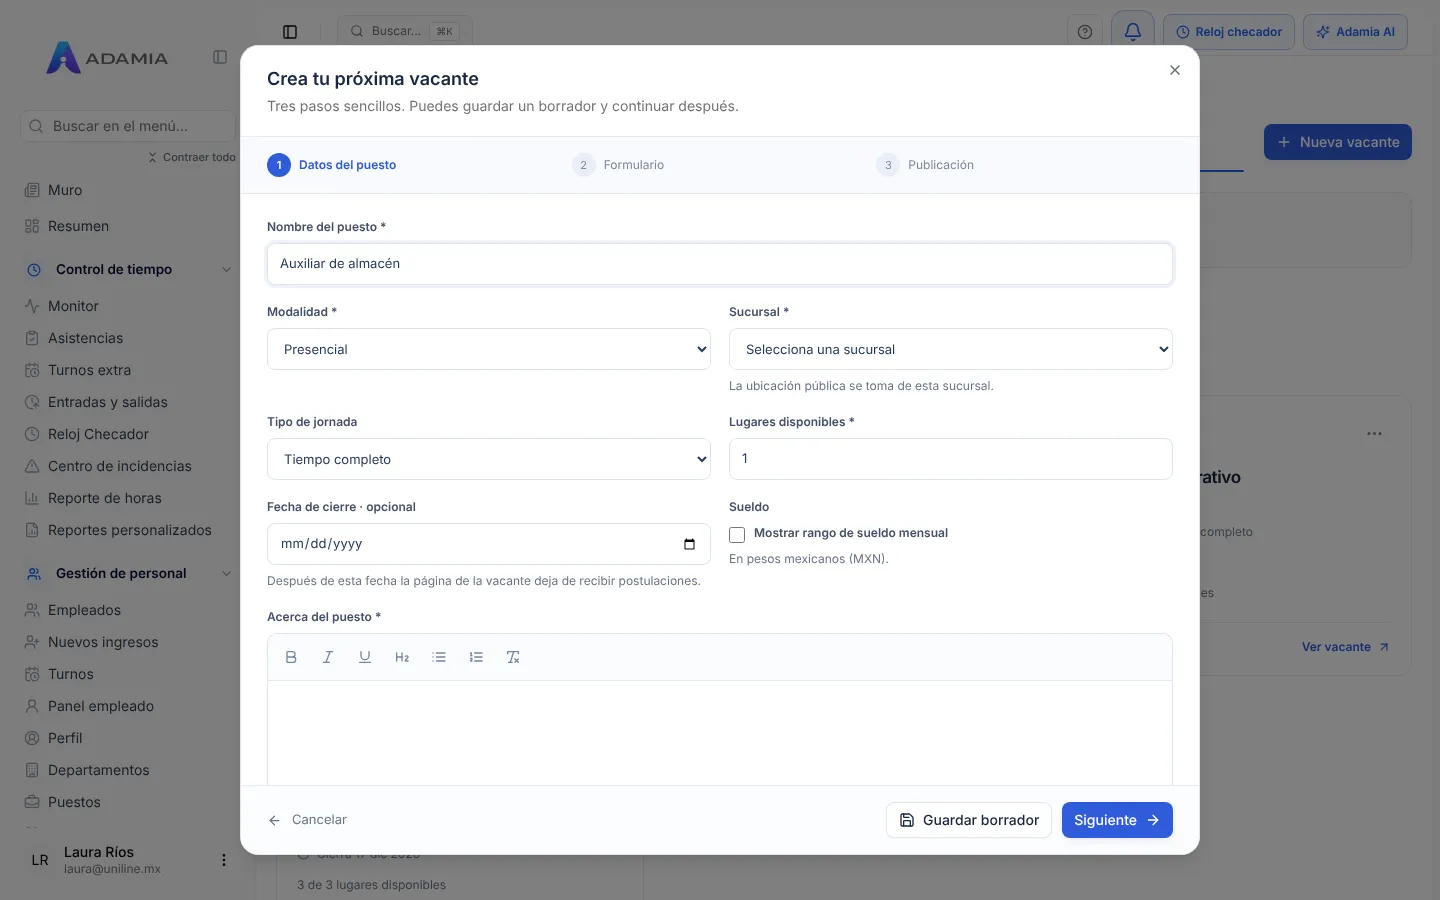 ADAMIA
Buscar... ⌘K
Reloj checador
Adamia AI
Buscar en el menú...
Contraer todo
Muro
Resumen
Control de tiempo
Monitor
Asistencias
Turnos extra
Entradas y salidas
Reloj Checador
Centro de incidencias
Reporte de horas
Reportes personalizados
Gestión de personal
Empleados
Nuevos ingresos
Turnos
Panel empleado
Perfil
Departamentos
Puestos
LR
Laura Ríos
laura@uniline.mx
Nueva vacante
Crea tu próxima vacante
Tres pasos sencillos. Puedes guardar un borrador y continuar después.
1 Datos del puesto
2 Formulario
3 Publicación
Nombre del puesto *
Auxiliar de almacén
Modalidad *
Presencial
Sucursal *
Selecciona una sucursal
La ubicación pública se toma de esta sucursal.
Tipo de jornada
Tiempo completo
Lugares disponibles *
1
Fecha de cierre · opcional
mm/dd/yyyy
Después de esta fecha la página de la vacante deja de recibir postulaciones.
Sueldo
Mostrar rango de sueldo mensual
En pesos mexicanos (MXN).
Acerca del puesto *
B I U H2
Cancelar
Guardar borrador
Siguiente
completo
Ver vacante
3 de 3 lugares disponibles